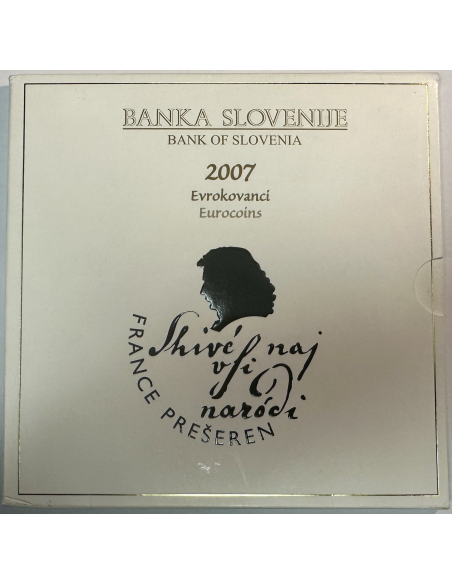 BANKA SLOVENIJE
BANK OF SLOVENIA
2007
Evrokovanci
Eurocoins
Shivé naj
vſi
naródi
FRANCE PREŠEREN